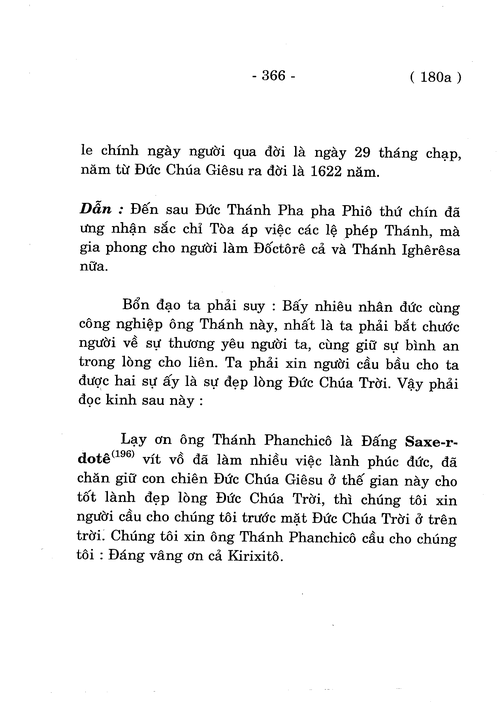 - 366 - ( 180a )
le chính ngày người qua đời là ngày 29 tháng chạp,
năm từ Đức Chúa Giêsu ra đời là 1622 năm.
Dẫn : Đến sau Đức Thánh Pha pha Phiô thứ chín đã
ưng nhận sắc chỉ Tòa áp việc các lệ phép Thánh, mà
gia phong cho người làm Đốctôrê cả và Thánh Ighêrêsa
nữa.
Bổn đạo ta phải suy : Bấy nhiêu nhân đức cùng
công nghiệp ông Thánh này, nhất là ta phải bắt chước
người về sự thương yêu người ta, cùng giữ sự bình an
trong lòng cho liên. Ta phải xin người cầu bầu cho ta
được hai sự ấy là sự đẹp lòng Đức Chúa Trời. Vậy phải
đọc kinh sau này :
Lạy ơn ông Thánh Phanchicô là Đấng Saxe-r-
dotê(196) vít vồ đã làm nhiều việc lành phúc đức, đã
chăn giữ con chiên Đức Chúa Giêsu ở thế gian này cho
tốt lành đẹp lòng Đức Chúa Trời, thì chúng tôi xin
người cầu cho chúng tôi trước mặt Đức Chúa Trời ở trên
trời. Chúng tôi xin ông Thánh Phanchicô cầu cho chúng
tôi : Đáng vâng ơn cả Kirixitô.